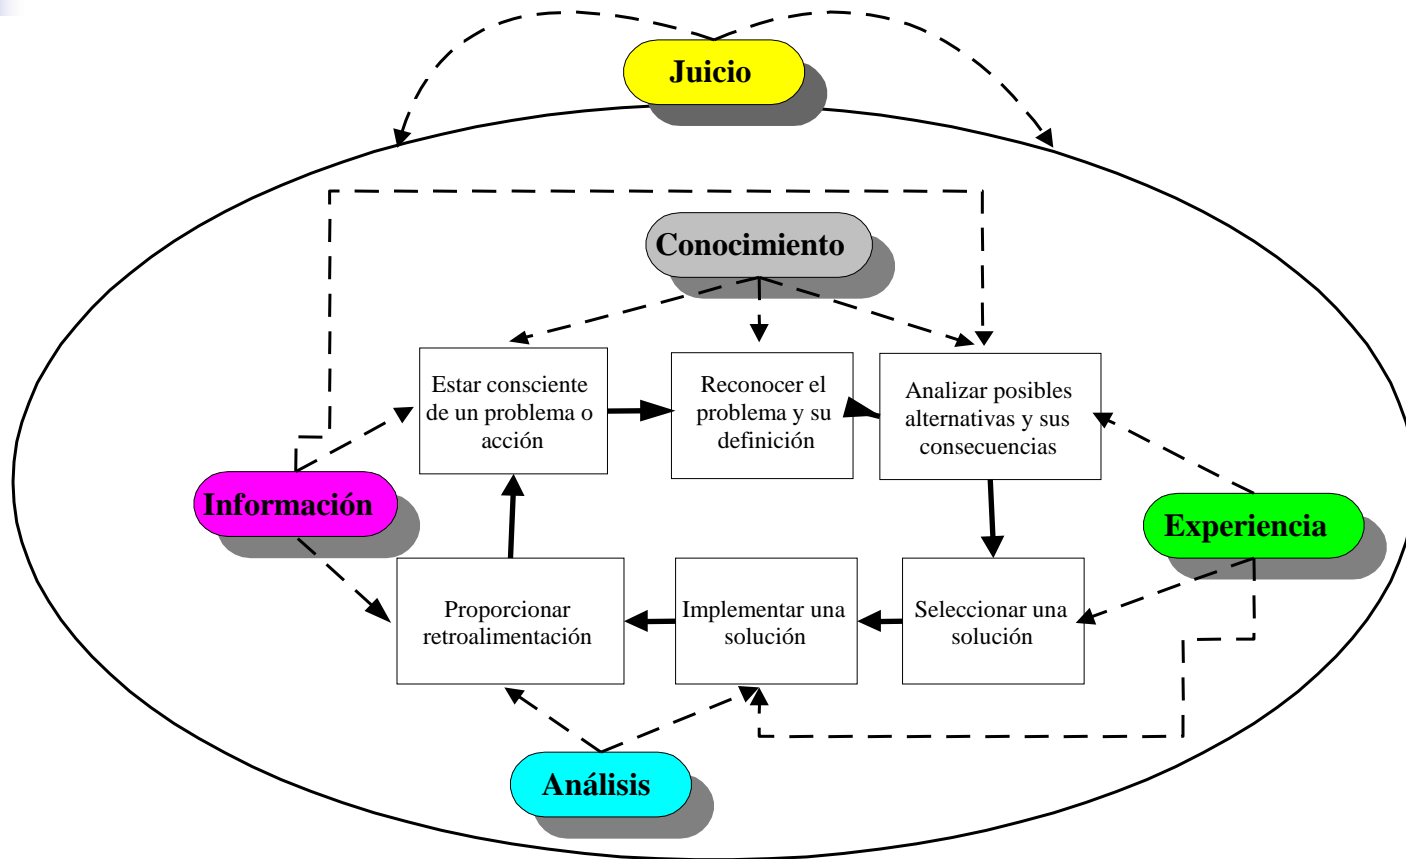 Juicio
Conocimiento
Estar consciente
de un problema o
acción
Reconocer el
problema y su
definición
Analizar posibles
alternativas y sus
consecuencias
Información
Experiencia
Proporcionar
retroalimentación
Implementar una
solución
Seleccionar una
solución
Análisis